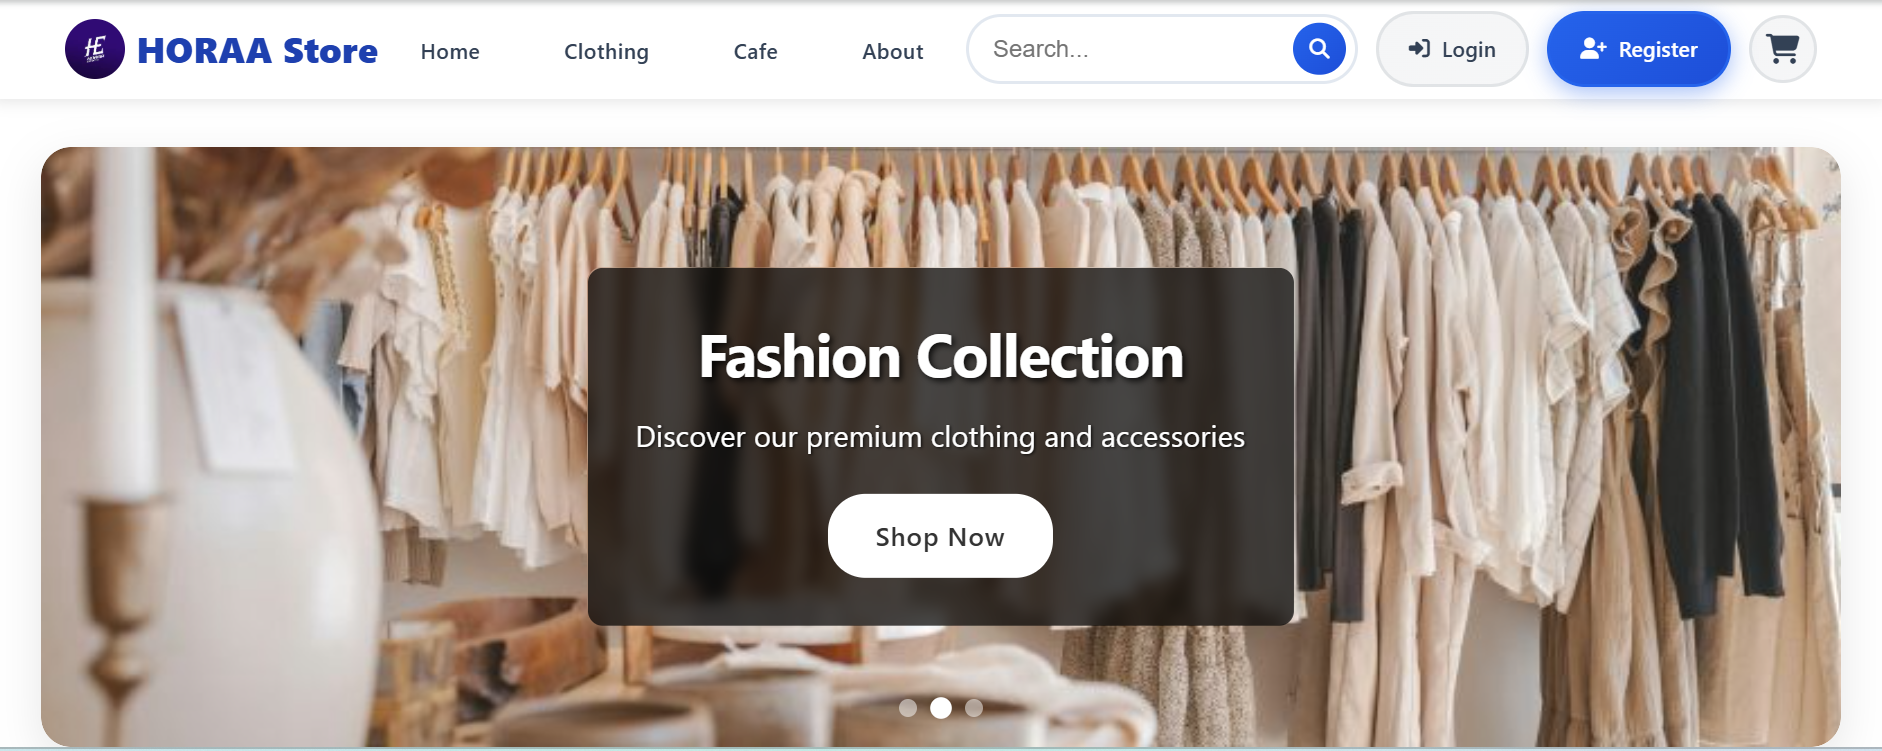 HE
HORAA Store
Home
Clothing
Cafe
About
Search...
Login
Register
Fashion Collection
Discover our premium clothing and accessories
Shop Now